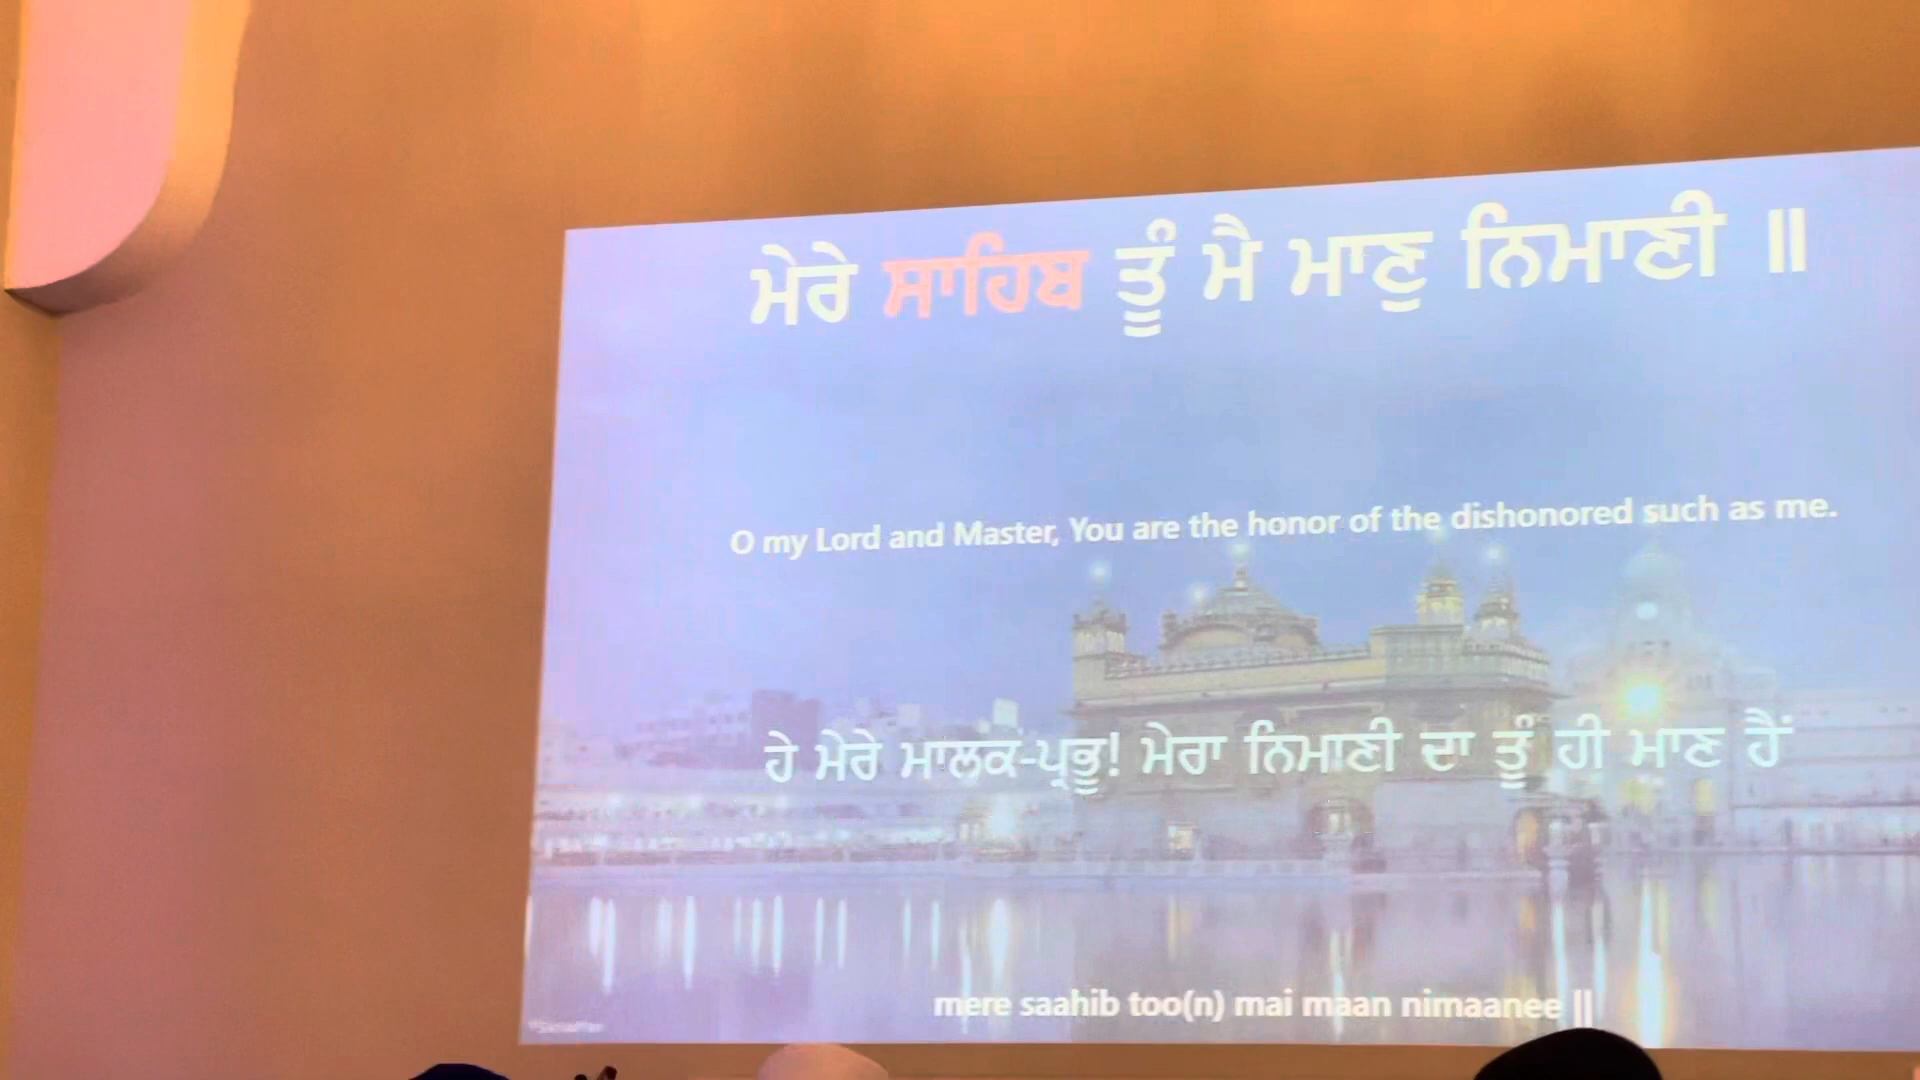 ਮੇਰੇ ਸਾਹਿਬ ਤੂੰ ਮੈ ਮਾਣੁ ਨਿਮਾਣੀ ॥
O my Lord and Master, You are the honor of the dishonored such as me.
ਹੇ ਮੇਰੇ ਮਾਲਕ-ਪ੍ਰਭੂ! ਮੇਰਾ ਨਿਮਾਣੀ ਦਾ ਤੂੰ ਹੀ ਮਾਣ ਹੈਂ
mere saahib too(n) mai maan nimaanee ||